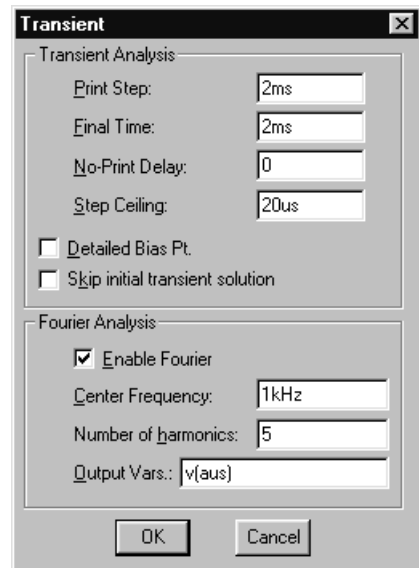 Transient
Transient Analysis
Print Step: 2ms
Final Time: 2ms
No-Print Delay: 0
Step Ceiling: 20us
Detailed Bias Pt.
Skip initial transient solution
Fourier Analysis
Enable Fourier
Center Frequency: 1kHz
Number of harmonics: 5
Output Vars.: v(aus)
OK Cancel